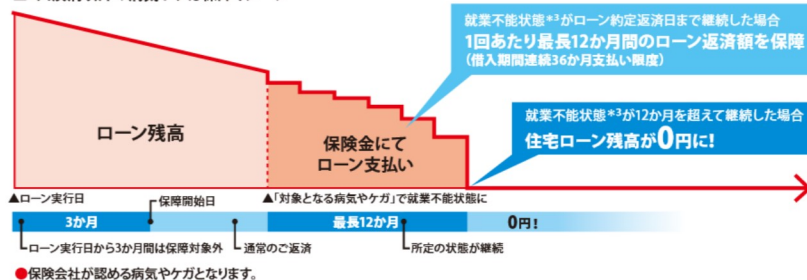 就業不能状態*3がローン約定返済日まで継続した場合
1回あたり最長12か月間のローン返済額を保障
(借入期間連続36か月支払い限度)
就業不能状態*3が12か月を超えて継続した場合
住宅ローン残高が0円に!
ローン残高
保険金にて
ローン支払い
▲ローン実行日
保障開始日
▲「対象となる病気やケガ」で就業不能状態に
3か月
最長12か月
0円!
ローン実行日から3か月間は保障対象外
通常のご返済
所定の状態が継続
●保険会社が認める病気やケガとなります。